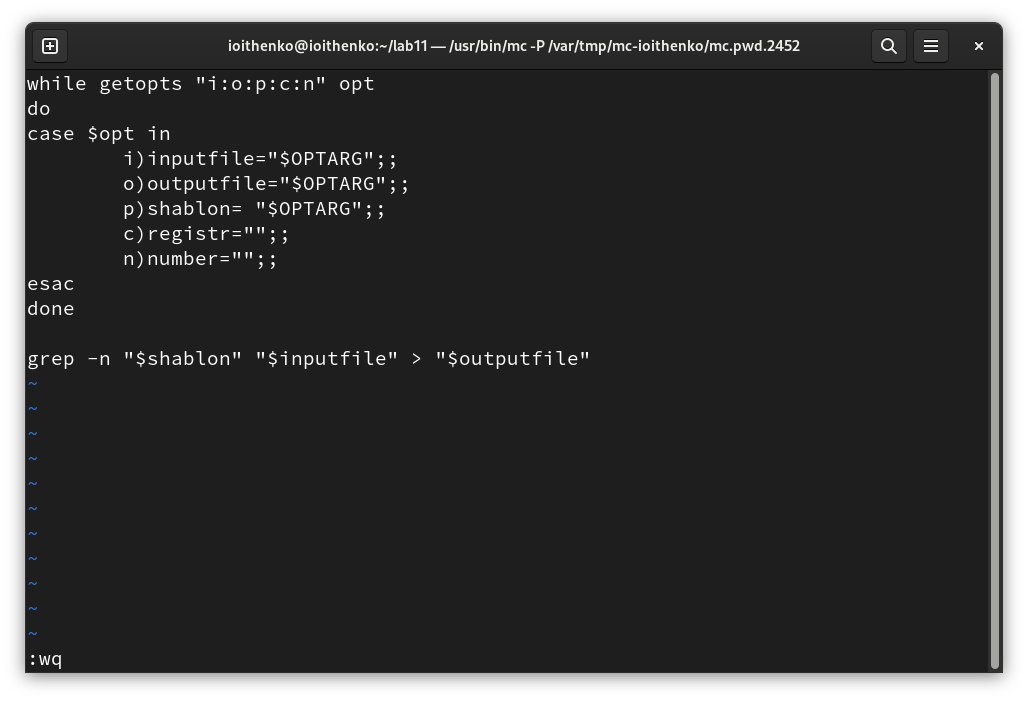 ioithenko@ioithenko:~/lab11 — /usr/bin/mc -P /var/tmp/mc-ioithenko/mc.pwd.2452
while getopts "i:o:p:c:n" opt
do
case $opt in
        i)inputfile="$OPTARG";;
        o)outputfile="$OPTARG";;
        p)shablon= "$OPTARG";;
        c)registr="";;
        n)number="";;
esac
done

grep -n "$shablon" "$inputfile" > "$outputfile"
~
~
~
~
~
~
~
~
~
~
~
:wq